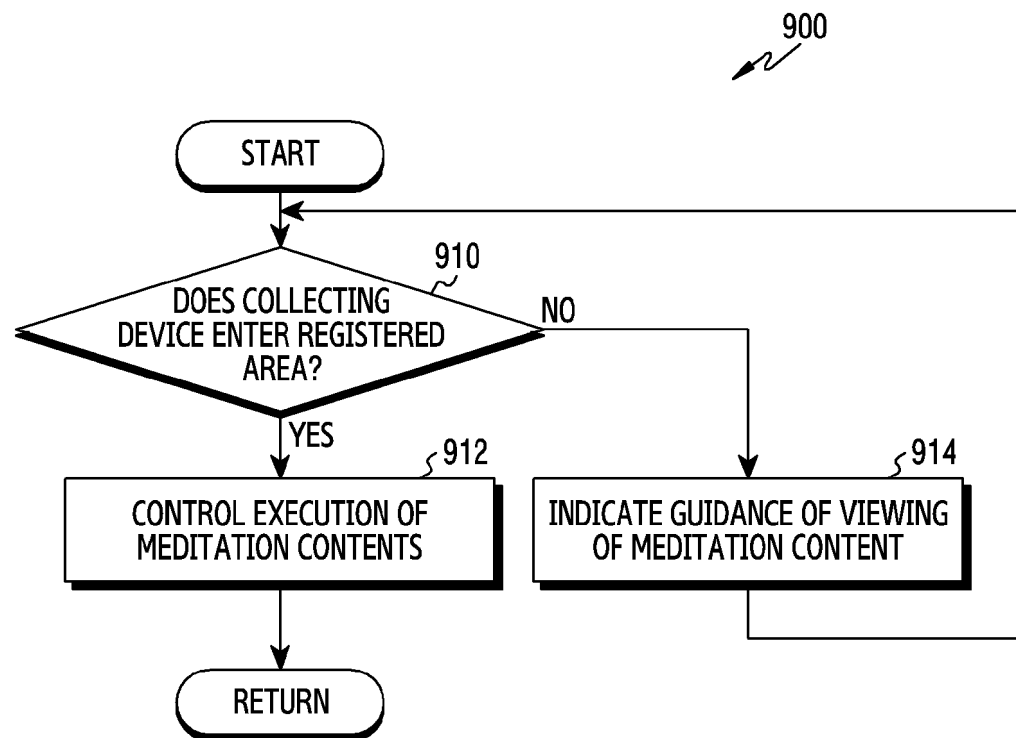 900
START
910
DOES COLLECTING
DEVICE ENTER REGISTERED
AREA?
NO
YES
912
CONTROL EXECUTION OF
MEDITATION CONTENTS
914
INDICATE GUIDANCE OF VIEWING
OF MEDITATION CONTENT
RETURN